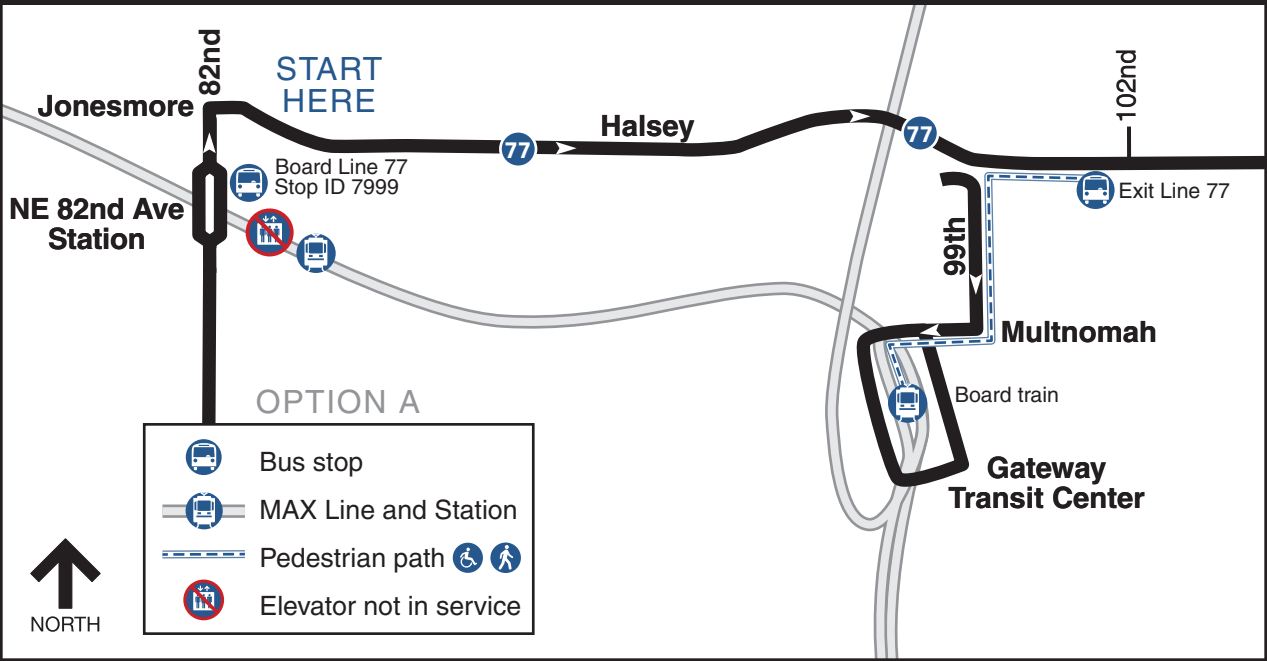 82nd
START
HERE
Jonesmore
Halsey
77
77
102nd
Board Line 77
Stop ID 7999
Exit Line 77
NE 82nd Ave
Station
99th
Multnomah
Board train
Gateway
Transit Center
OPTION A
Bus stop
MAX Line and Station
Pedestrian path
Elevator not in service
NORTH